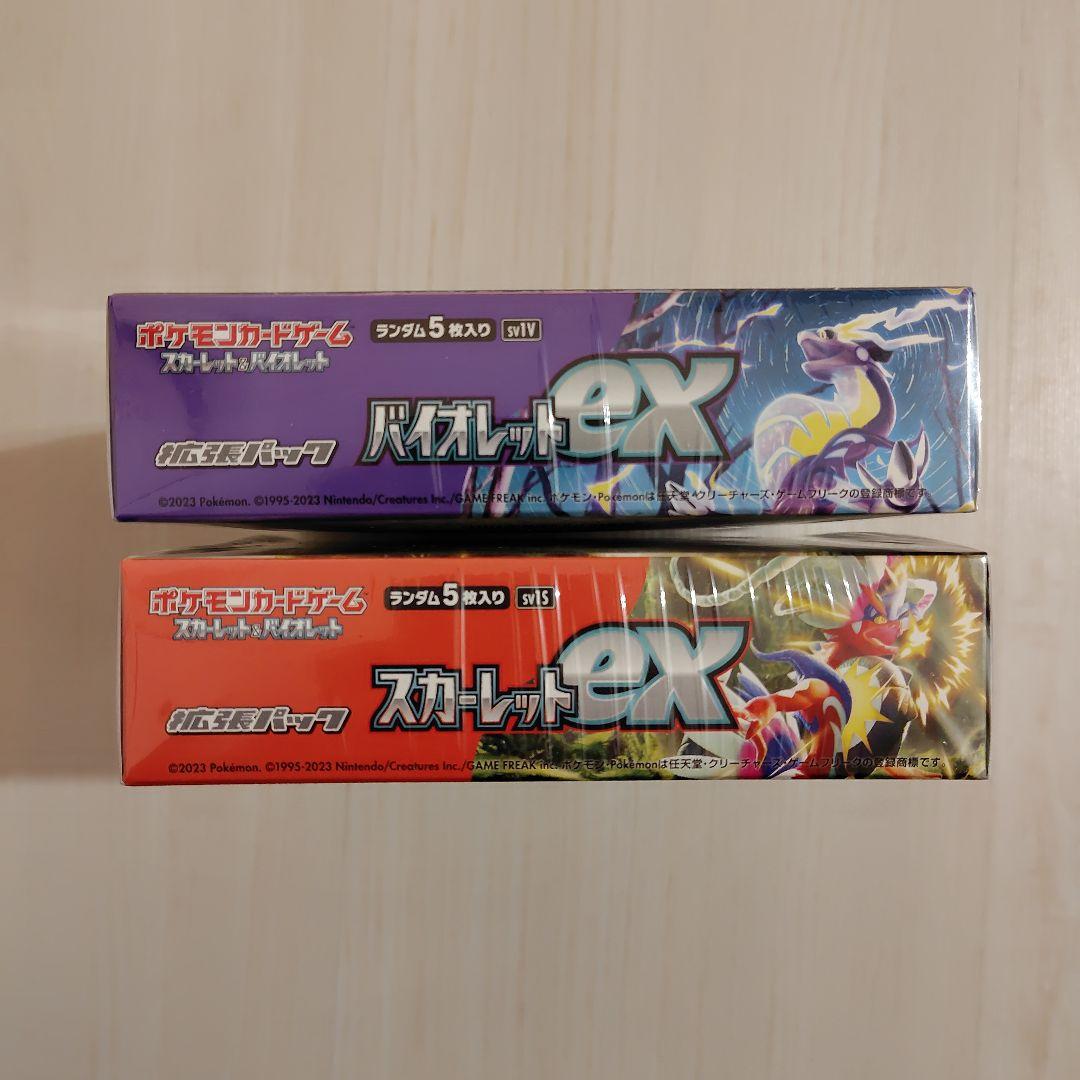 ポケモンカードゲーム
スカーレット&バイオレット
ランダム5枚入り sv1V
バイオレットex
拡張パック
©2023 Pokémon. ©1995-2023 Nintendo/Creatures Inc./GAME FREAK inc. ポケモン・Pokémonは任天堂・クリーチャーズ・ゲームフリークの登録商標です。
ポケモンカードゲーム
スカーレット&バイオレット
ランダム5枚入り sv1S
スカーレットex
拡張パック
©2023 Pokémon. ©1995-2023 Nintendo/Creatures Inc./GAME FREAK inc. ポケモン・Pokémonは任天堂・クリーチャーズ・ゲームフリークの登録商標です。